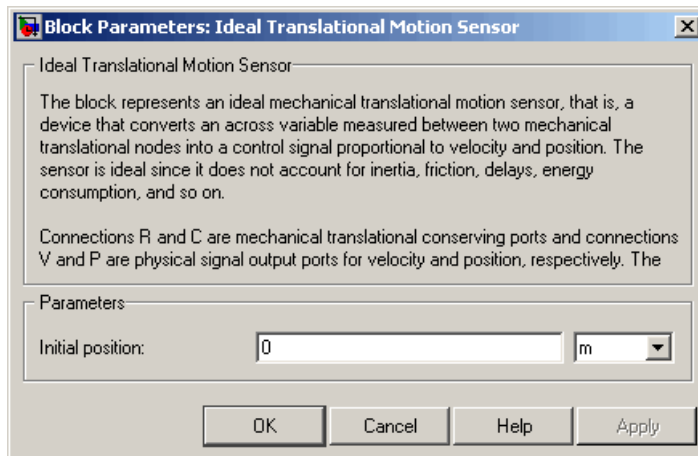 Block Parameters: Ideal Translational Motion Sensor
Ideal Translational Motion Sensor
The block represents an ideal mechanical translational motion sensor, that is, a
device that converts an across variable measured between two mechanical
translational nodes into a control signal proportional to velocity and position. The
sensor is ideal since it does not account for inertia, friction, delays, energy
consumption, and so on.
Connections R and C are mechanical translational conserving ports and connections
V and P are physical signal output ports for velocity and position, respectively. The
Parameters
Initial position: 0 m
OK Cancel Help Apply